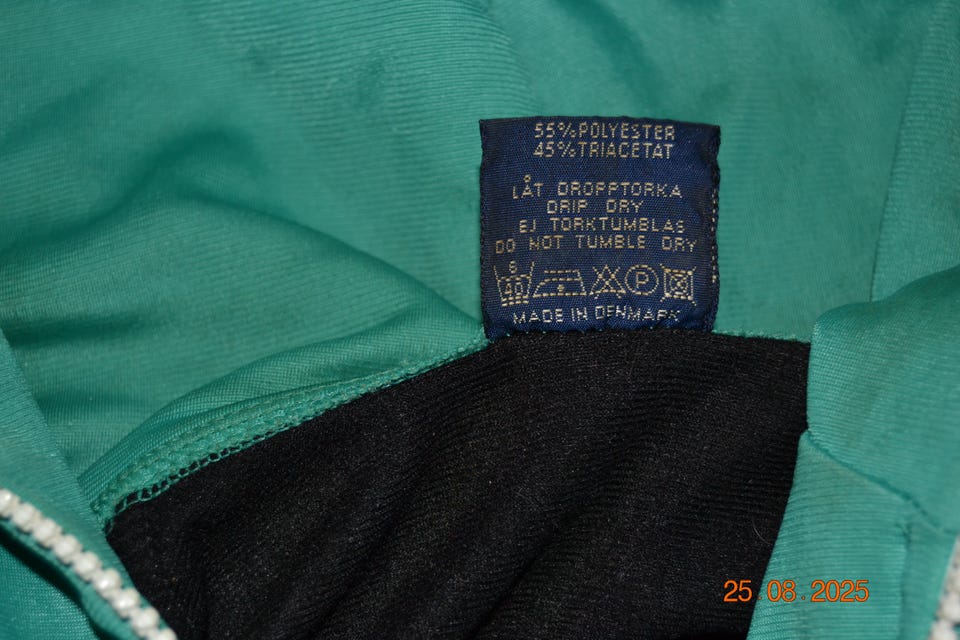 55%POLYESTER
45%TRIACETAT
LÅT DROPPTORKA
DRIP DRY
EJ TORKTUMBLAS
DO NOT TUMBLE DRY
6
40 P
MADE IN DENMARK
25.08.2025